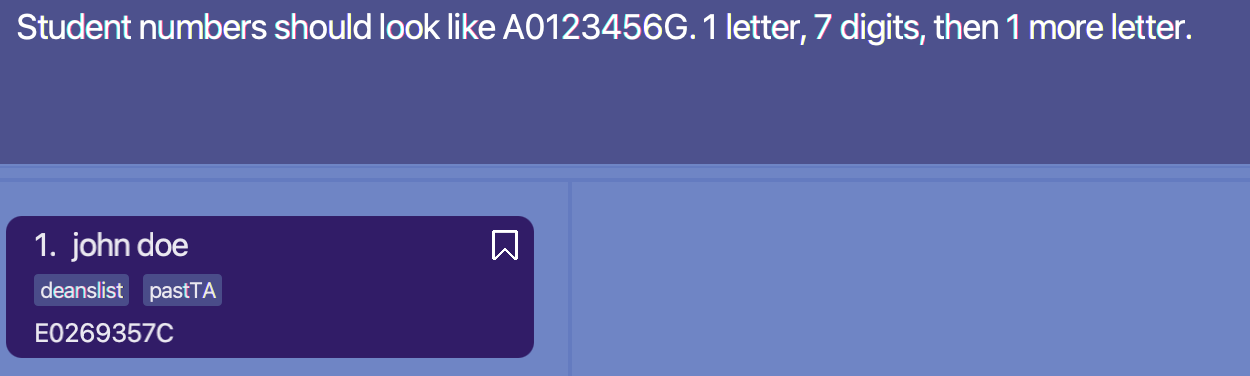 Student numbers should look like A0123456G. 1 letter, 7 digits, then 1 more letter.
1. john doe
deanslist pastTA
E0269357C